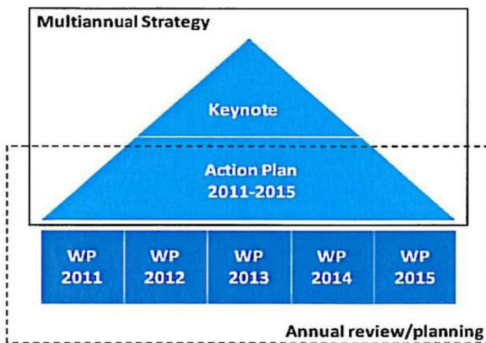 Multiannual Strategy
Keynote
Action Plan
2011-2015
WP WP WP WP WP
2011 2012 2013 2014 2015
Annual review/planning